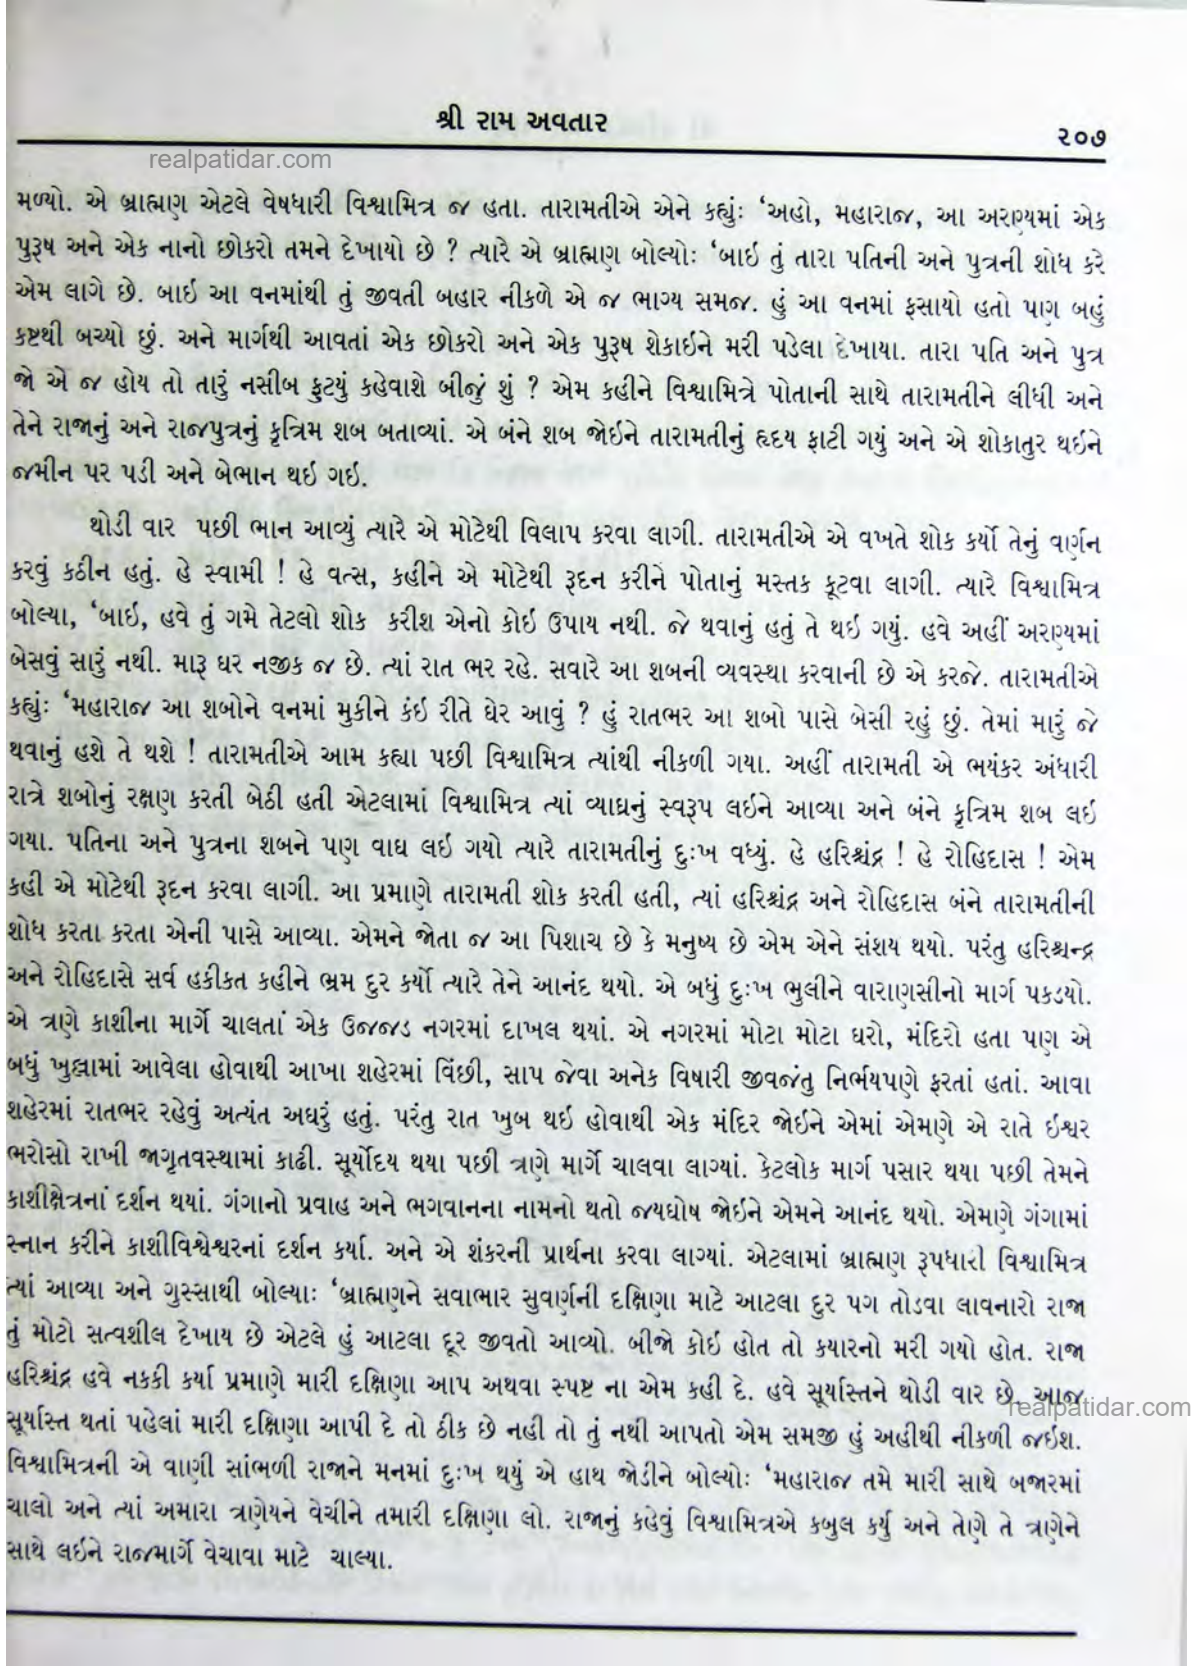 શ્રી રામ અવતાર
૨૦૭
realpatidar.com
મળ્યો. એ બ્રાહ્મણ એટલે વેષધારી વિશ્વામિત્ર જ હતા. તારામતીએ એને કહ્યુંઃ ‘અહો, મહારાજ, આ અરણ્યમાં એક
પુરૂષ અને એક નાનો છોકરો તમને દેખાયો છે ? ત્યારે એ બ્રાહ્મણ બોલ્યોઃ ‘બાઇ તું તારા પતિની અને પુત્રની શોધ કરે
એમ લાગે છે. બાઇ આ વનમાંથી તું જીવતી બહાર નીકળે એ જ ભાગ્ય સમજ. હું આ વનમાં ફસાયો હતો પાણ બહું
કષ્ટથી બચ્યો છું. અને માર્ગથી આવતાં એક છોકરો અને એક પુરૂષ શેકાઇને મરી પડેલા દેખાયા. તારા પતિ અને પુત્ર
જો એ જ હોય તો તારું નસીબ ફુટયું કહેવાશે બીજું શું ? એમ કહીને વિશ્વામિત્રે પોતાની સાથે તારામતીને લીધી અને
તેને રાજાનું અને રાજપુત્રનું કૃત્રિમ શબ બતાવ્યાં. એ બંને શબ જોઇને તારામતીનું હૃદય ફાટી ગયું અને એ શોકાતુર થઇને
જમીન પર પડી અને બેભાન થઇ ગઇ.
થોડી વાર પછી ભાન આવ્યું ત્યારે એ મોટેથી વિલાપ કરવા લાગી. તારામતીએ એ વખતે શોક કર્યો તેનું વર્ણન
કરવું કઠીન હતું. હે સ્વામી ! હે વત્સ, કહીને એ મોટેથી રૂદન કરીને પોતાનું મસ્તક કૂટવા લાગી. ત્યારે વિશ્વામિત્ર
બોલ્યા, ‘બાઇ, હવે તું ગમે તેટલો શોક કરીશ એનો કોઇ ઉપાય નથી. જે થવાનું હતું તે થઇ ગયું. હવે અહીં અરણ્યમાં
બેસવું સારું નથી. મારૂ ઘર નજીક જ છે. ત્યાં રાત ભર રહે. સવારે આ શબની વ્યવસ્થા કરવાની છે એ કરજે. તારામતીએ
કહ્યુંઃ ‘મહારાજ આ શબોને વનમાં મુકીને કંઇ રીતે ઘેર આવું ? હું રાતભર આ શબો પાસે બેસી રહું છું. તેમાં મારું જે
થવાનું હશે તે થશે ! તારામતીએ આમ કહ્યા પછી વિશ્વામિત્ર ત્યાંથી નીકળી ગયા. અહીં તારામતી એ ભયંકર અંધારી
રાત્રે શબોનું રક્ષણ કરતી બેઠી હતી એટલામાં વિશ્વામિત્ર ત્યાં વ્યાઘ્રનું સ્વરૂપ લઇને આવ્યા અને બંને કૃત્રિમ શબ લઇ
ગયા. પતિના અને પુત્રના શબને પણ વાઘ લઇ ગયો ત્યારે તારામતીનું દુઃખ વધ્યું. હે હરિશ્ચંદ્ર ! હે રોહિદાસ ! એમ
કહી એ મોટેથી રૂદન કરવા લાગી. આ પ્રમાણે તારામતી શોક કરતી હતી, ત્યાં હરિશ્ચંદ્ર અને રોહિદાસ બંને તારામતીની
શોધ કરતા કરતા એની પાસે આવ્યા. એમને જોતા જ આ પિશાચ છે કે મનુષ્ય છે એમ એને સંશય થયો. પરંતુ હરિશ્ચન્દ્ર
અને રોહિદાસે સર્વ હકીકત કહીને ભ્રમ દુર કર્યો ત્યારે તેને આનંદ થયો. એ બધું દુઃખ ભુલીને વારાણસીનો માર્ગ પકડયો.
એ ત્રણે કાશીના માર્ગે ચાલતાં એક ઉજ્જડ નગરમાં દાખલ થયાં. એ નગરમાં મોટા મોટા ઘરો, મંદિરો હતા પણ એ
બધું ખુલ્લામાં આવેલા હોવાથી આખા શહેરમાં વિંછી, સાપ જેવા અનેક વિષારી જીવજંતુ નિર્ભયપણે ફરતાં હતાં. આવા
શહેરમાં રાતભર રહેવું અત્યંત અઘરું હતું. પરંતુ રાત ખુબ થઇ હોવાથી એક મંદિર જોઇને એમાં એમણે એ રાતે ઇશ્વર
ભરોસો રાખી જાગૃતવસ્થામાં કાઢી. સૂર્યોદય થયા પછી ત્રણે માર્ગે ચાલવા લાગ્યાં. કેટલોક માર્ગ પસાર થયા પછી તેમને
કાશીક્ષેત્રનાં દર્શન થયાં. ગંગાનો પ્રવાહ અને ભગવાનના નામનો થતો જયઘોષ જોઇને એમને આનંદ થયો. એમણે ગંગામાં
સ્નાન કરીને કાશીવિશ્વેશ્વરનાં દર્શન કર્યા. અને એ શંકરની પ્રાર્થના કરવા લાગ્યાં. એટલામાં બ્રાહ્મણ રૂપધારી વિશ્વામિત્ર
ત્યાં આવ્યા અને ગુસ્સાથી બોલ્યાઃ ‘બ્રાહ્મણને સવાભાર સુવર્ણની દક્ષિણા માટે આટલા દુર પગ તોડવા લાવનારો રાજા
તું મોટો સત્વશીલ દેખાય છે એટલે હું આટલા દૂર જીવતો આવ્યો. બીજો કોઇ હોત તો કયારનો મરી ગયો હોત. રાજા
હરિશ્ચંદ્ર હવે નકકી કર્યા પ્રમાણે મારી દક્ષિણા આપ અથવા સ્પષ્ટ ના એમ કહી દે. હવે સૂર્યાસ્તને થોડી વાર છે. આજ
realpatidar.com
સૂર્યાસ્ત થતાં પહેલાં મારી દક્ષિણા આપી દે તો ઠીક છે નહી તો તું નથી આપતો એમ સમજી હું અહીથી નીકળી જઇશ.
વિશ્વામિત્રની એ વાણી સાંભળી રાજાને મનમાં દુઃખ થયું એ હાથ જોડીને બોલ્યોઃ ‘મહારાજ તમે મારી સાથે બજારમાં
ચાલો અને ત્યાં અમારા ત્રણેયને વેચીને તમારી દક્ષિણા લો. રાજાનું કહેવું વિશ્વામિત્રએ કબુલ કર્યુ અને તેણે તે ત્રણેને
સાથે લઇને રાજમાર્ગે વેચાવા માટે ચાલ્યા.